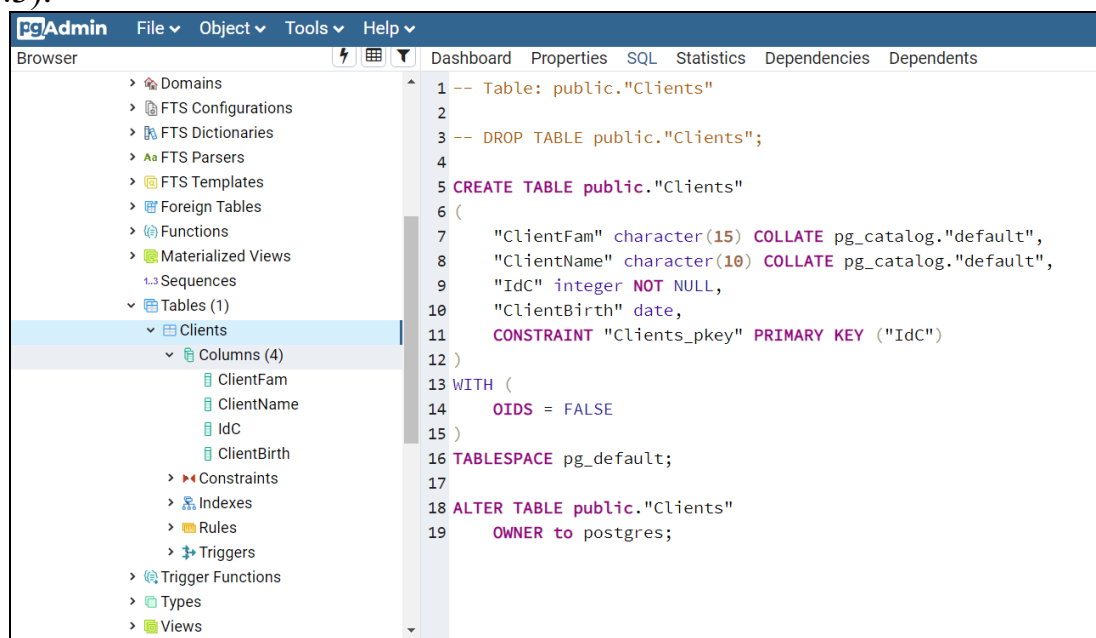 .3).
pgAdmin File Object Tools Help
Browser
Dashboard Properties SQL Statistics Dependencies Dependents
Domains
FTS Configurations
FTS Dictionaries
Aa FTS Parsers
FTS Templates
Foreign Tables
Functions
Materialized Views
1..3 Sequences
Tables (1)
Clients
Columns (4)
ClientFam
ClientName
IdC
ClientBirth
Constraints
Indexes
Rules
Triggers
Trigger Functions
Types
Views
1 -- Table: public."Clients"
2
3 -- DROP TABLE public."Clients";
4
5 CREATE TABLE public."Clients"
6 (
7 "ClientFam" character(15) COLLATE pg_catalog."default",
8 "ClientName" character(10) COLLATE pg_catalog."default",
9 "IdC" integer NOT NULL,
10 "ClientBirth" date,
11 CONSTRAINT "Clients_pkey" PRIMARY KEY ("IdC")
12 )
13 WITH (
14 OIDS = FALSE
15 )
16 TABLESPACE pg_default;
17
18 ALTER TABLE public."Clients"
19 OWNER to postgres;